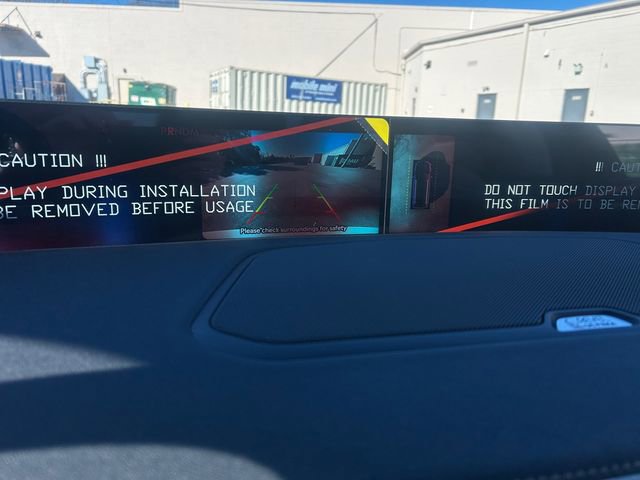 mobile mini
PRNDM
CAUTION !!!
PLAY DURING INSTALLATION
BE REMOVED BEFORE USAGE.
Please check surroundings for safety
!!! CAU
DO NOT TOUCH DISPLAY
THIS FILM IS TO BE REM